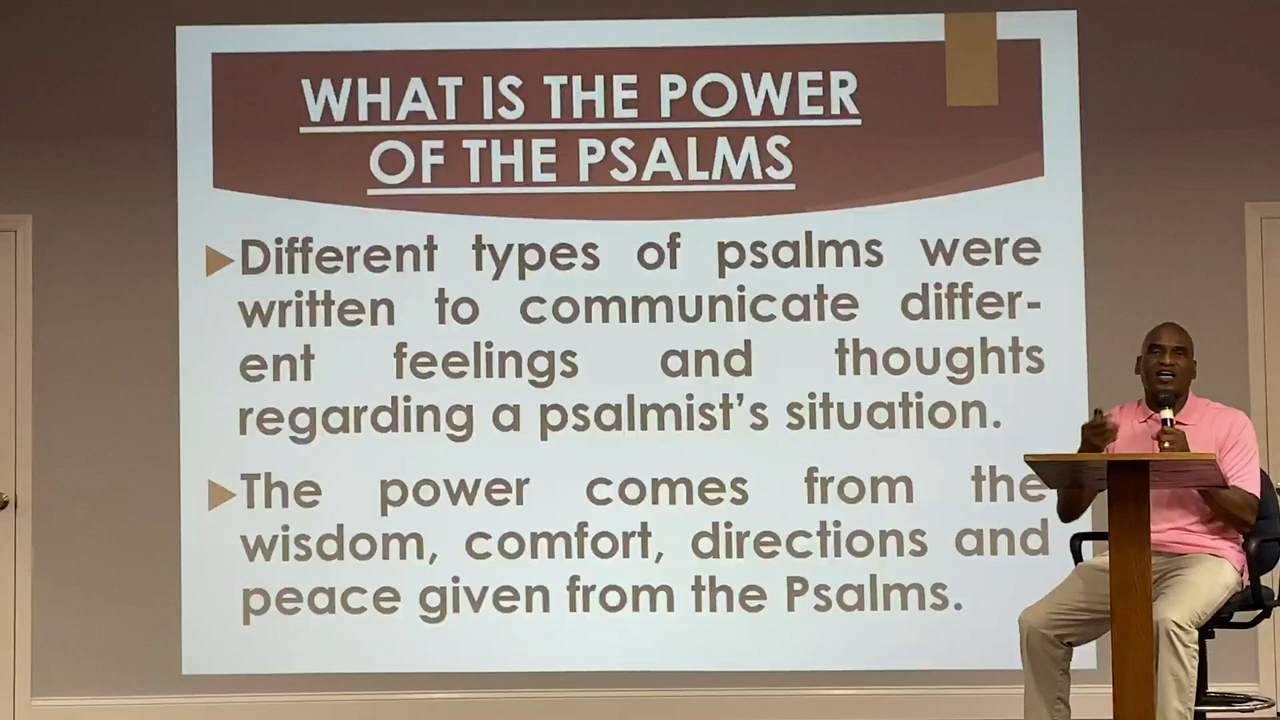 WHAT IS THE POWER
OF THE PSALMS
Different types of psalms were
written to communicate differ-
ent feelings and thoughts
regarding a psalmist's situation.
The power comes from the
wisdom, comfort, directions and
peace given from the Psalms.